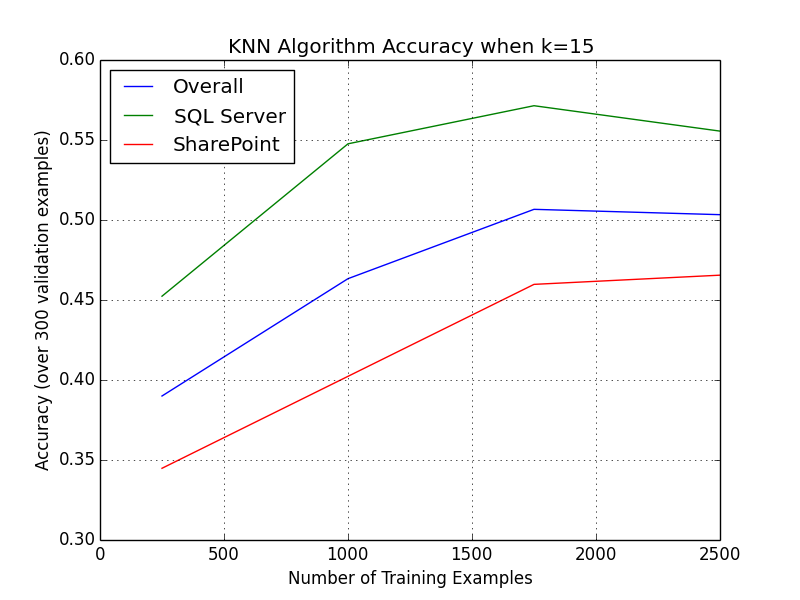 KNN Algorithm Accuracy when k=15
0.60
0.55
0.50
0.45
0.40
0.35
0.30
Accuracy (over 300 validation examples)
Overall
SQL Server
SharePoint
0 500 1000 1500 2000 2500
Number of Training Examples